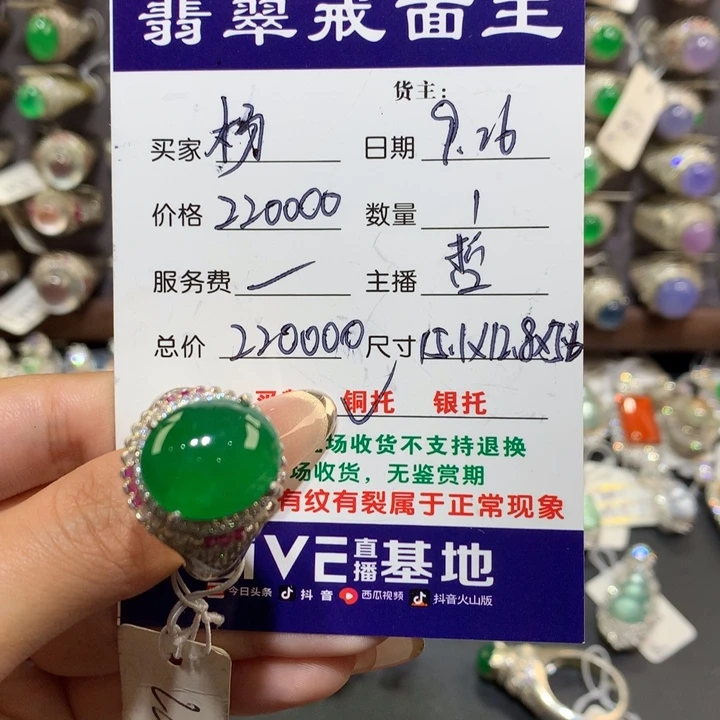 翡翠戒面王
货主：
买家 杨 日期 9.26
价格 220000 数量 1
服务费 — 主播 哲
总价 220000 尺寸 15.1X12.8X5.6
铜托 ✓ 银托
场收货不支持退换
场收货，无鉴赏期
有纹有裂属于正常现象
IVE 直播 基地
今日头条 抖音 西瓜视频 抖音火山版